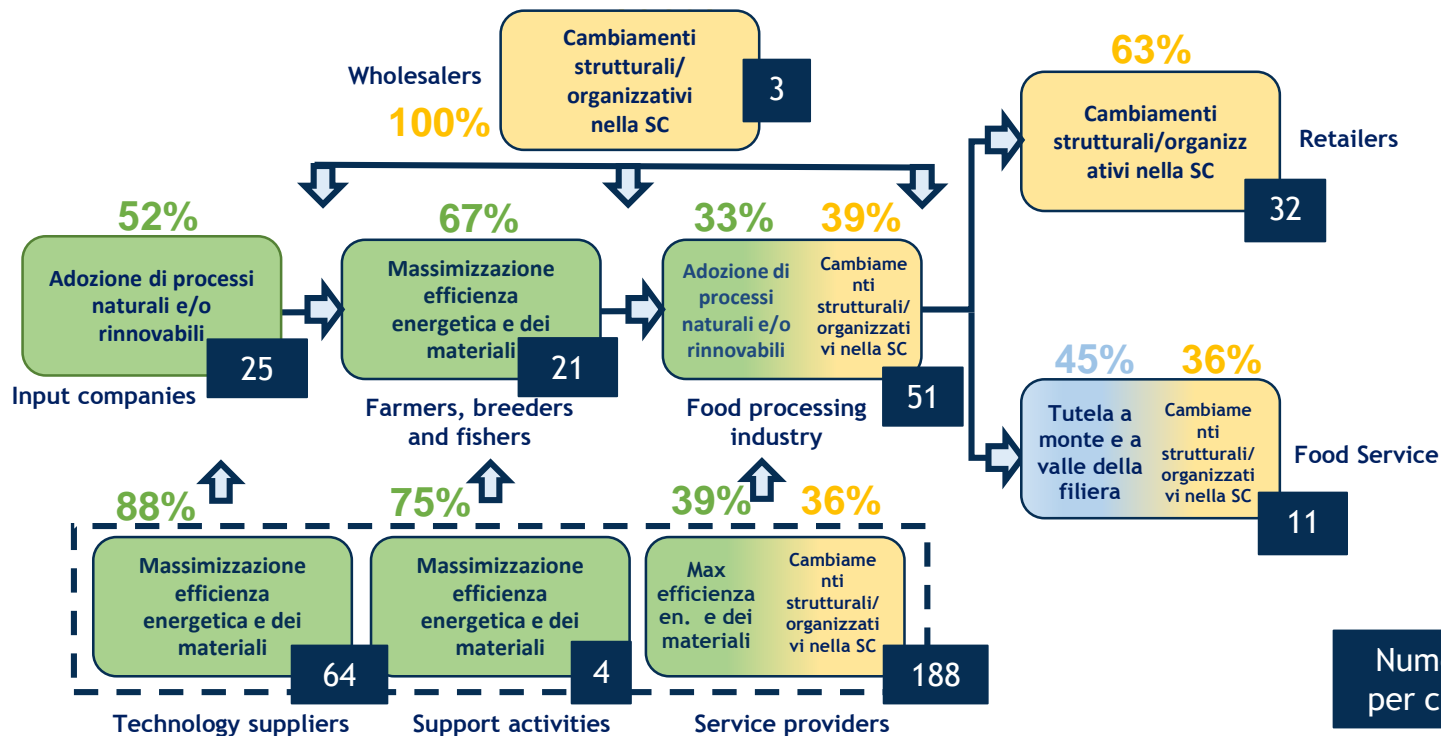 Wholesalers
100%
Cambiamenti
strutturali/
organizzativi
nella SC
3
63%
Cambiamenti
strutturali/organizz
ativi nella SC
32
Retailers
52%
Adozione di processi
naturali e/o
rinnovabili
25
Input companies
67%
Massimizzazione
efficienza
energetica e dei
materiali
21
Farmers, breeders
and fishers
33%
39%
Adozione di
processi
naturali e/o
rinnovabili
Cambiame
nti
strutturali/
organizzati
vi nella SC
51
Food processing
industry
45%
36%
Tutela a
monte e a
valle della
filiera
Cambiame
nti
strutturali/
organizzati
vi nella SC
11
Food Service
88%
Massimizzazione
efficienza
energetica e dei
materiali
64
Technology suppliers
75%
Massimizzazione
efficienza
energetica e dei
materiali
4
Support activities
39%
36%
Max
efficienza
en. e dei
materiali
Cambiame
nti
strutturali/
organizzati
vi nella SC
188
Service providers
per